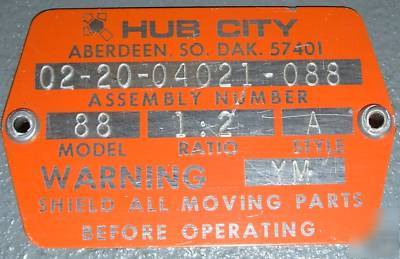 HUB CITY
ABERDEEN, SO. DAK. 57401
02-20-04021-088
ASSEMBLY NUMBER
88 1:2 A
MODEL RATIO STYLE
WARNING YM
SHIELD ALL MOVING PARTS
BEFORE OPERATING